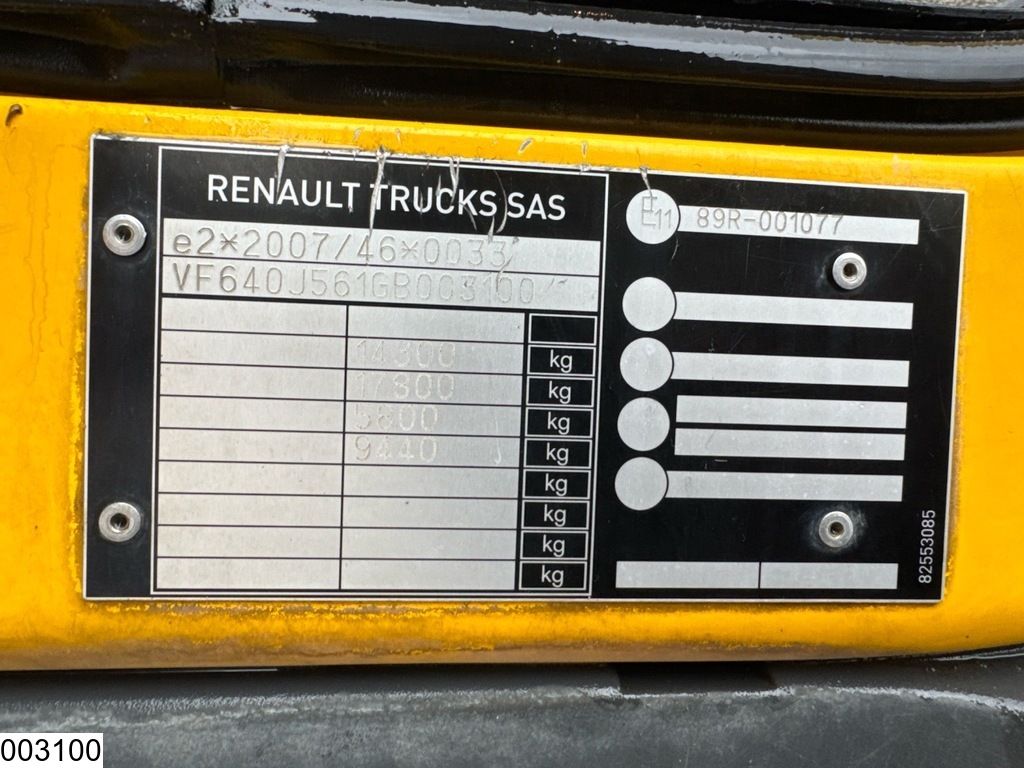 RENAULT TRUCKS SAS
e2*2007/46*0033
VF640J561GB003100
14300
kg
17800
kg
5800
kg
9440
kg
kg
kg
kg
kg
E11 89R-001077
82553085
003100